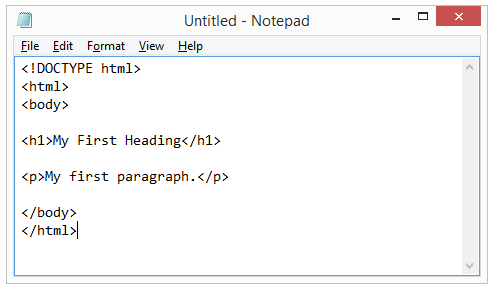 Untitled - Notepad
File Edit Format View Help
<!DOCTYPE html>
<html>
<body>
<h1>My First Heading</h1>
<p>My first paragraph.</p>
</body>
</html>